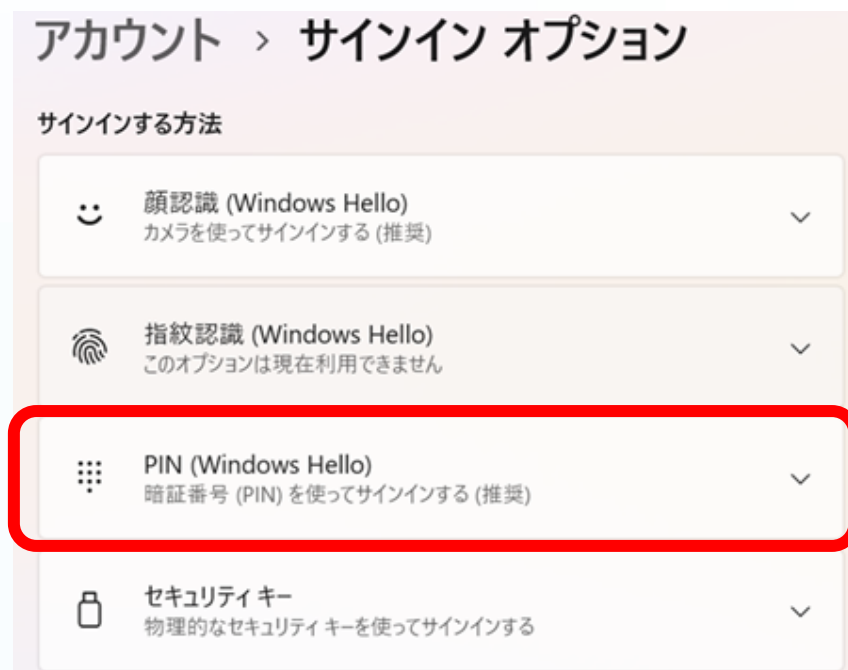 アカウント › サインイン オプション
サインインする方法
顔認識 (Windows Hello)
カメラを使ってサインインする (推奨)
指紋認識 (Windows Hello)
このオプションは現在利用できません
PIN (Windows Hello)
暗証番号 (PIN) を使ってサインインする (推奨)
セキュリティ キー
物理的なセキュリティ キーを使ってサインインする